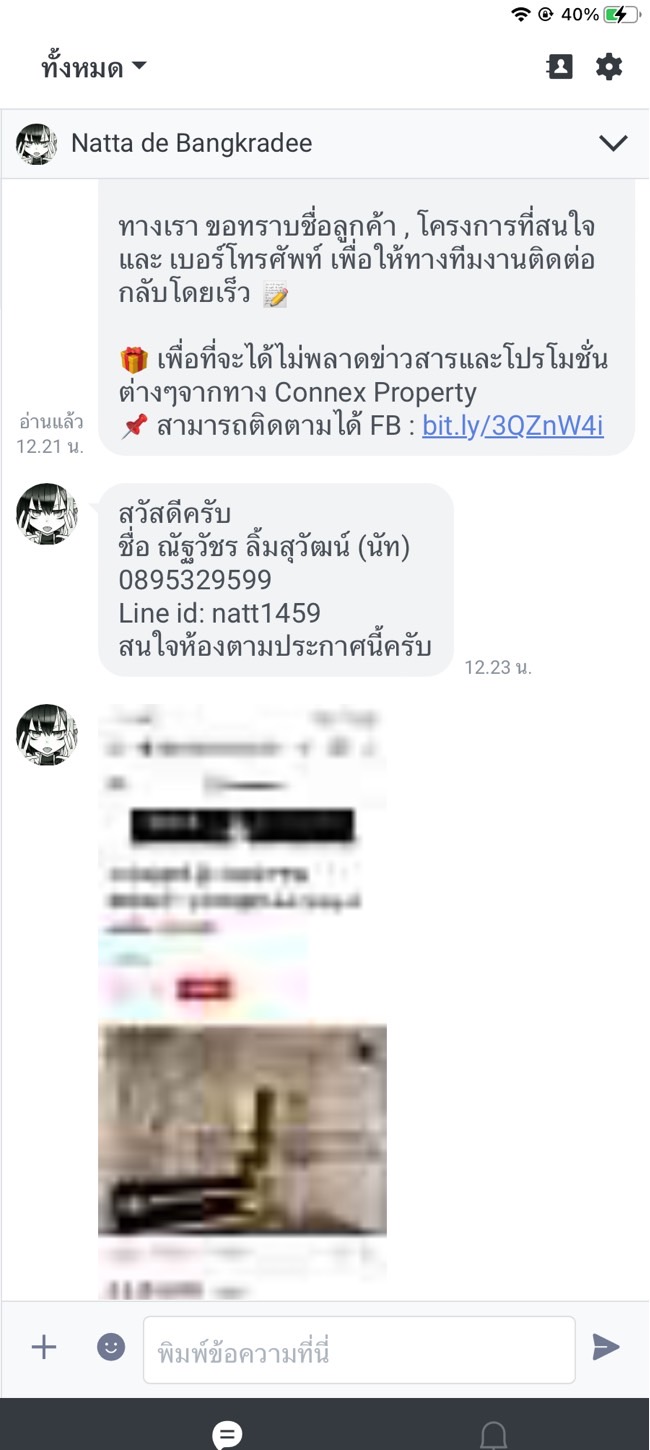 40%
ทั้งหมด
Natta de Bangkradee
ทางเรา ขอทราบชื่อลูกค้า , โครงการที่สนใจ
และ เบอร์โทรศัพท์ เพื่อให้ทางทีมงานติดต่อ
กลับโดยเร็ว 📝
🎁 เพื่อที่จะได้ไม่พลาดข่าวสารและโปรโมชั่น
ต่างๆจากทาง Connex Property
📌 สามารถติดตามได้ FB : bit.ly/3QZnW4i
อ่านแล้ว
12.21 น.
สวัสดีครับ
ชื่อ ณัฐวัชร ลิ้มสุวัฒน์ (นัท)
0895329599
Line id: natt1459
สนใจห้องตามประกาศนี้ครับ
12.23 น.
พิมพ์ข้อความที่นี่